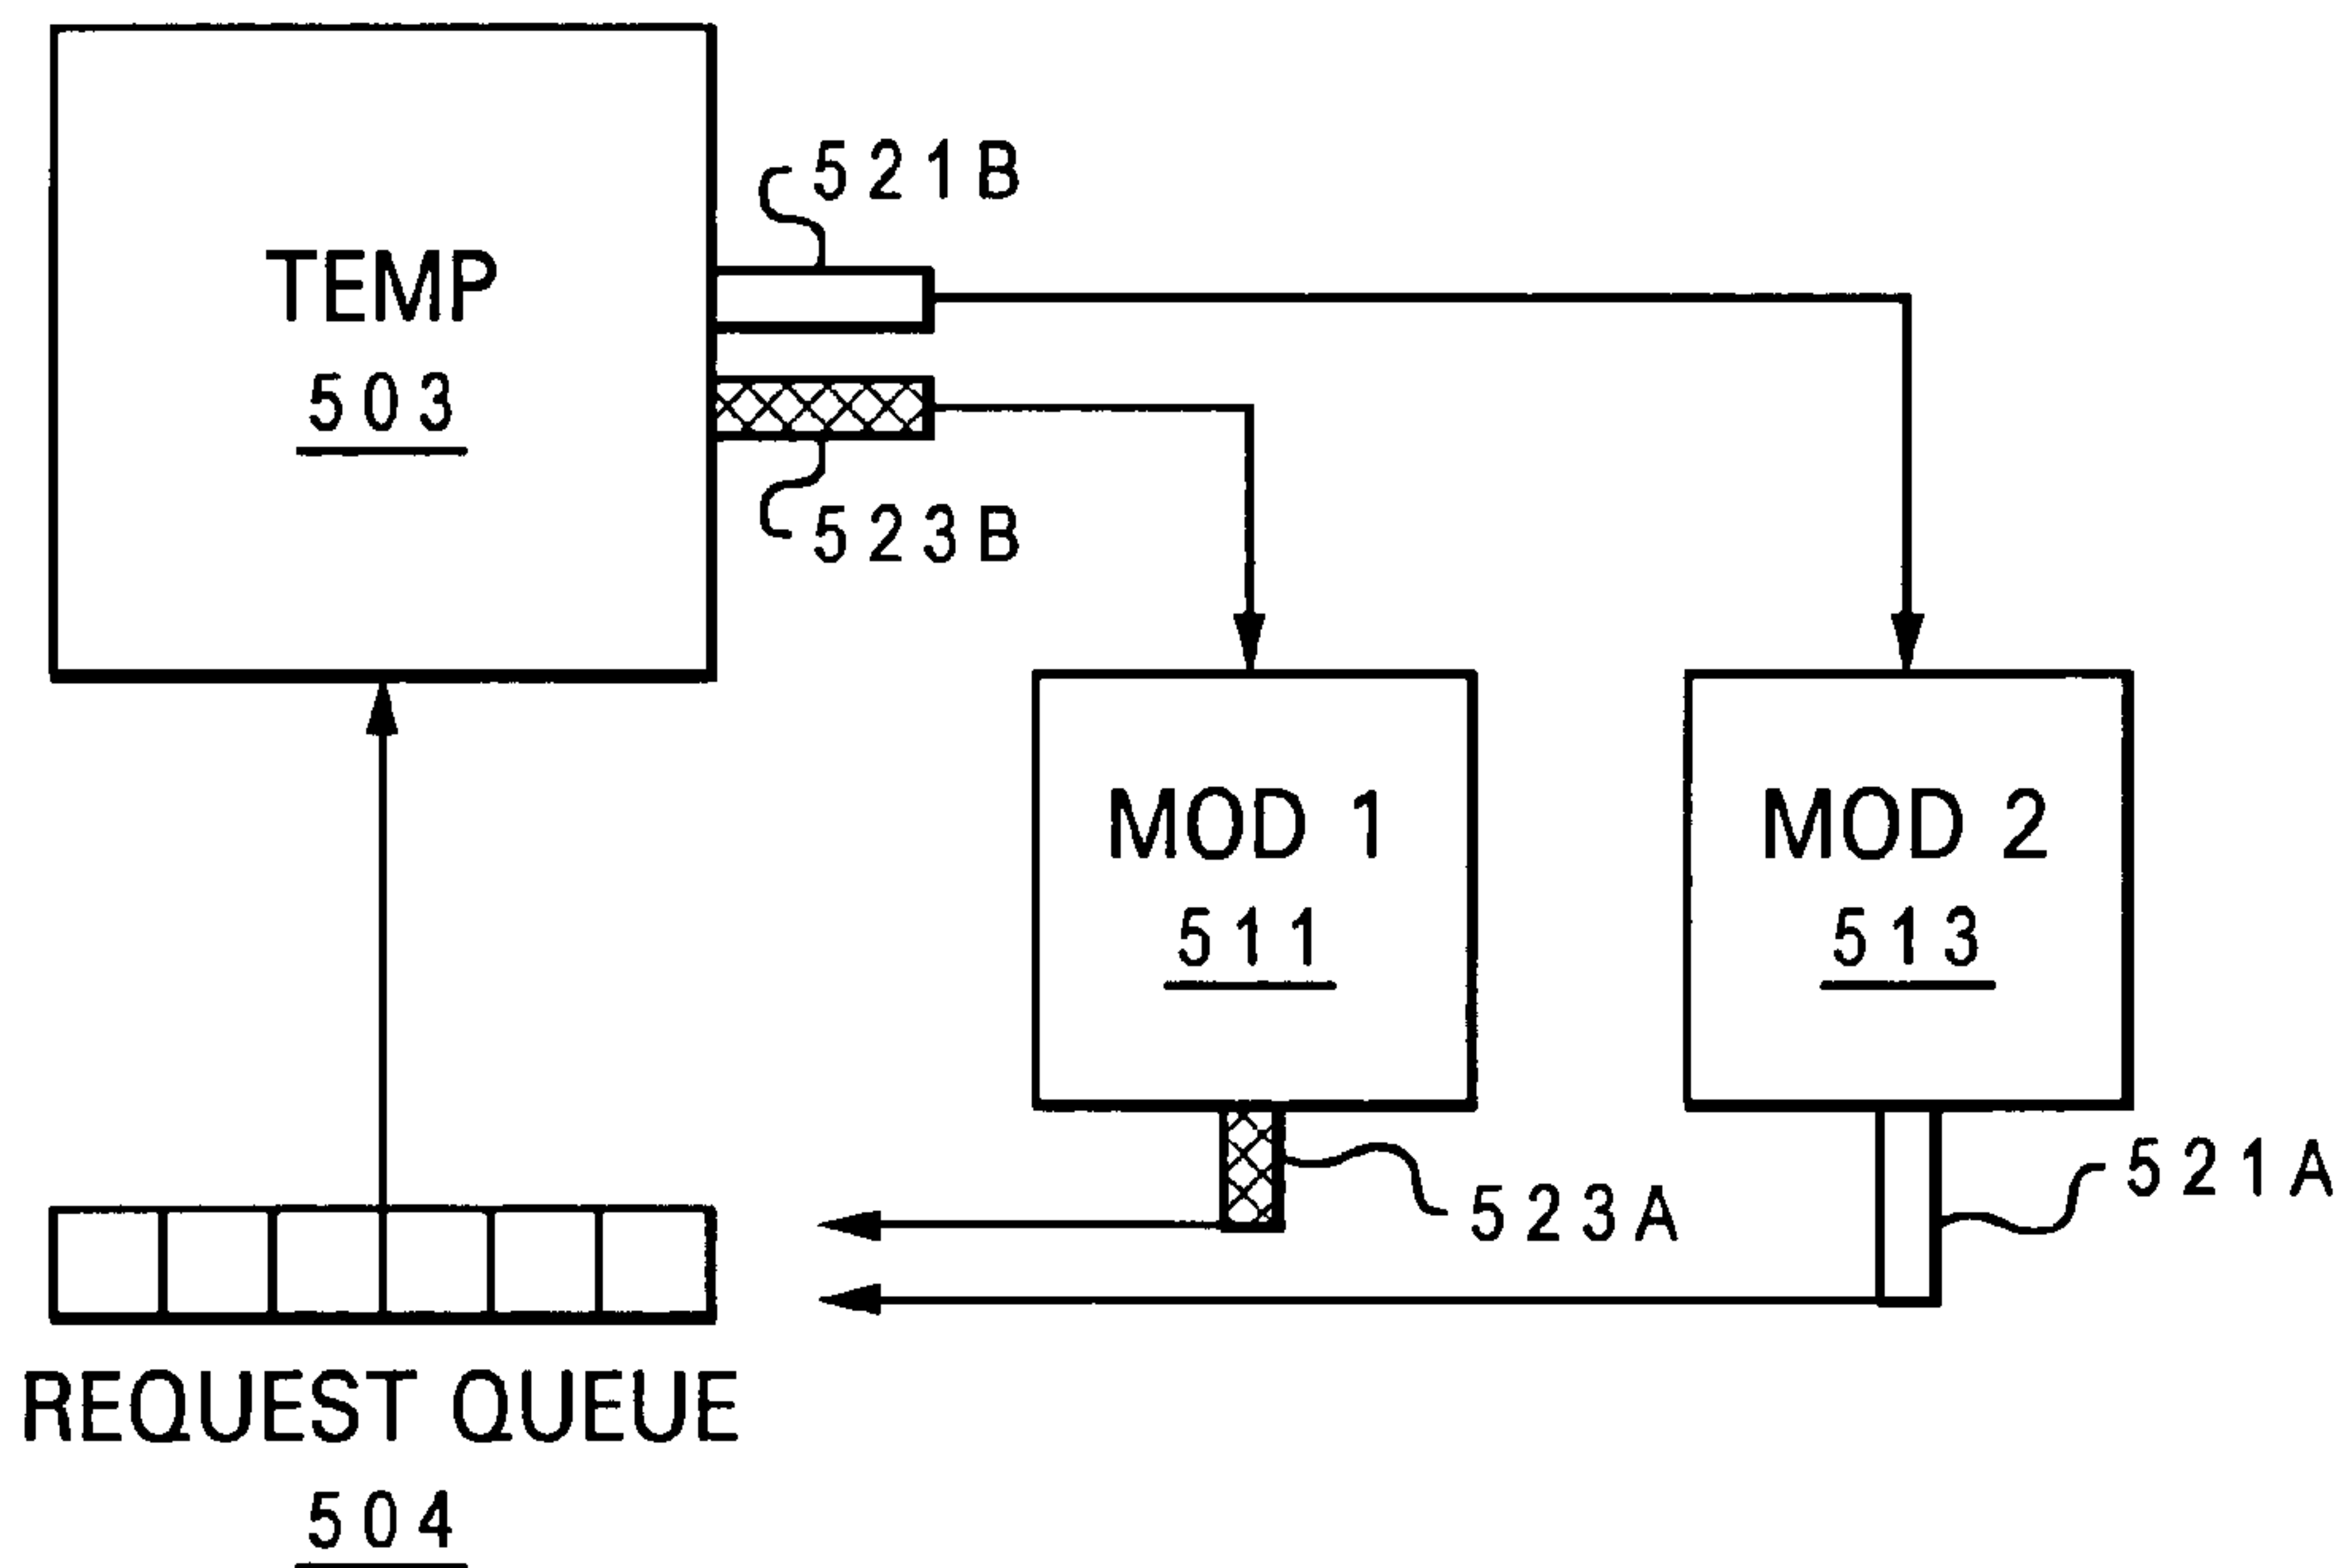 TEMP
503
521B
523B
MOD 1
511
MOD 2
513
523A
521A
REQUEST QUEUE
504